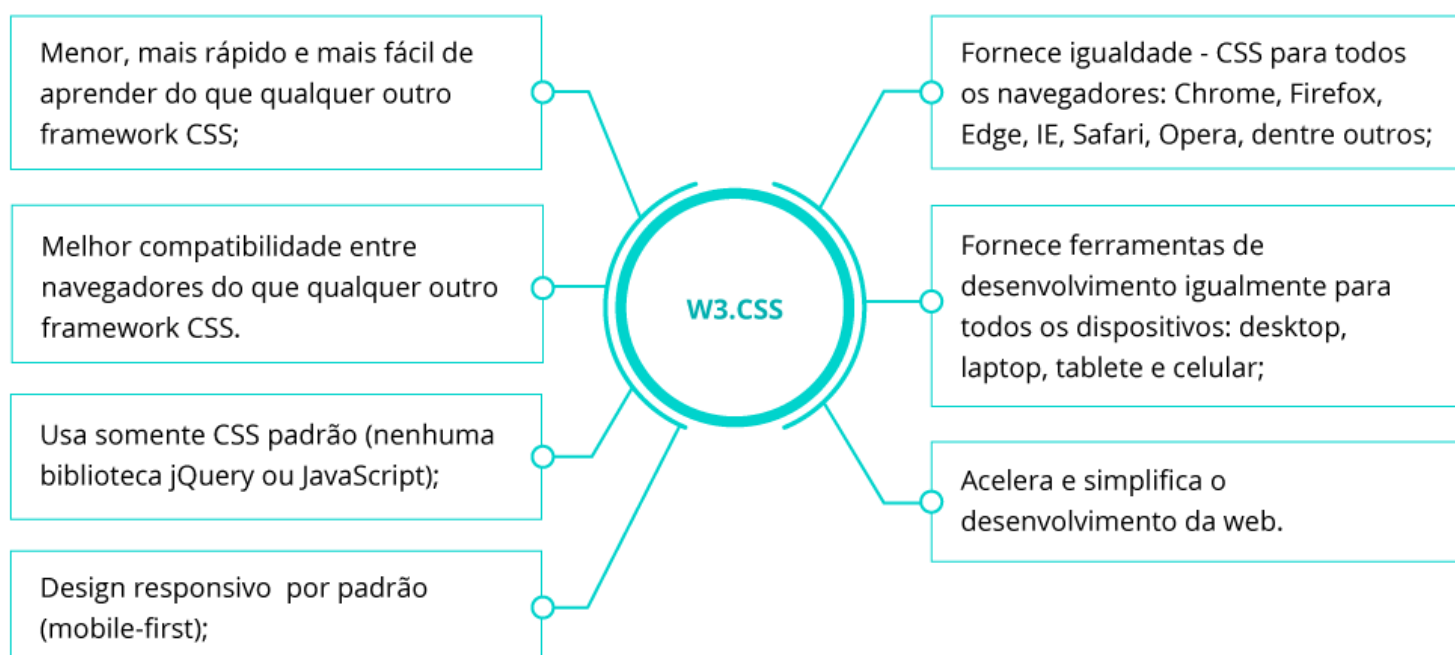 Menor, mais rápido e mais fácil de
aprender do que qualquer outro
framework CSS;
Melhor compatibilidade entre
navegadores do que qualquer outro
framework CSS.
Usa somente CSS padrão (nenhuma
biblioteca jQuery ou JavaScript);
Design responsivo  por padrão
(mobile-first);
W3.CSS
Fornece igualdade - CSS para todos
os navegadores: Chrome, Firefox,
Edge, IE, Safari, Opera, dentre outros;
Fornece ferramentas de
desenvolvimento igualmente para
todos os dispositivos: desktop,
laptop, tablete e celular;
Acelera e simplifica o
desenvolvimento da web.